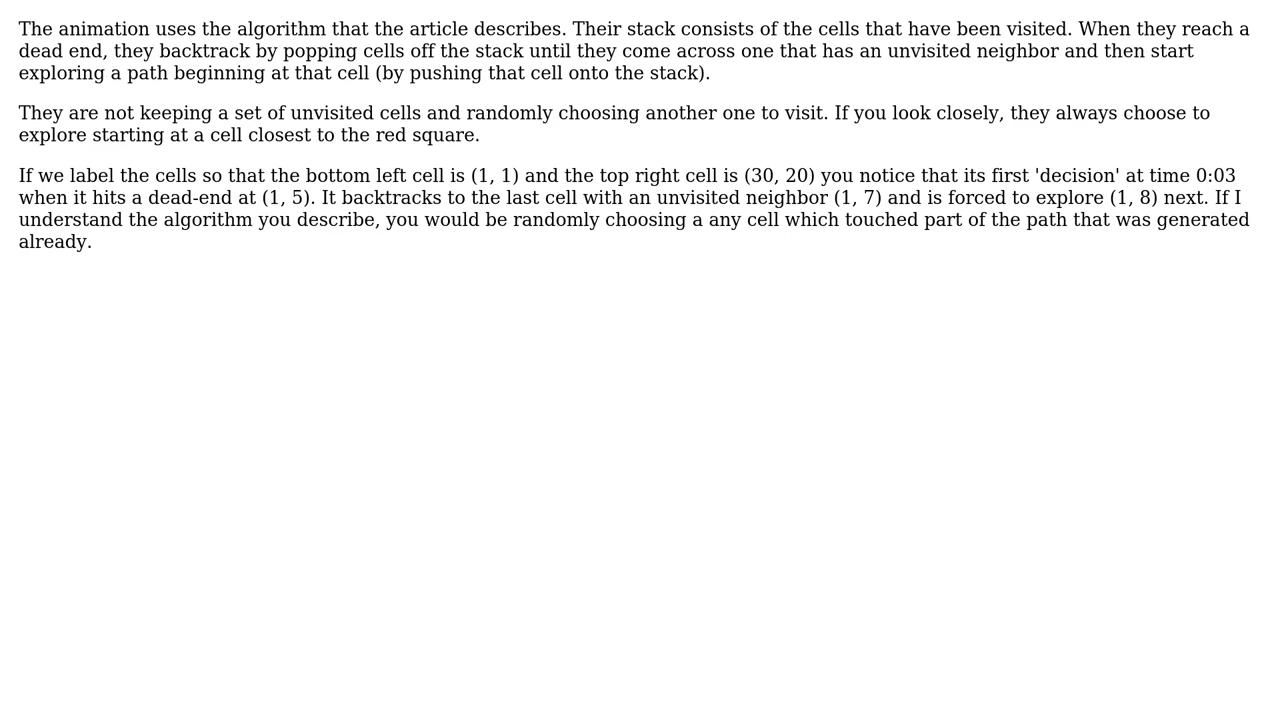 The animation uses the algorithm that the article describes. Their stack consists of the cells that have been visited. When they reach a
dead end, they backtrack by popping cells off the stack until they come across one that has an unvisited neighbor and then start
exploring a path beginning at that cell (by pushing that cell onto the stack).
They are not keeping a set of unvisited cells and randomly choosing another one to visit. If you look closely, they always choose to
explore starting at a cell closest to the red square.
If we label the cells so that the bottom left cell is (1, 1) and the top right cell is (30, 20) you notice that its first 'decision' at time 0:03
when it hits a dead-end at (1, 5). It backtracks to the last cell with an unvisited neighbor (1, 7) and is forced to explore (1, 8) next. If I
understand the algorithm you describe, you would be randomly choosing a any cell which touched part of the path that was generated
already.